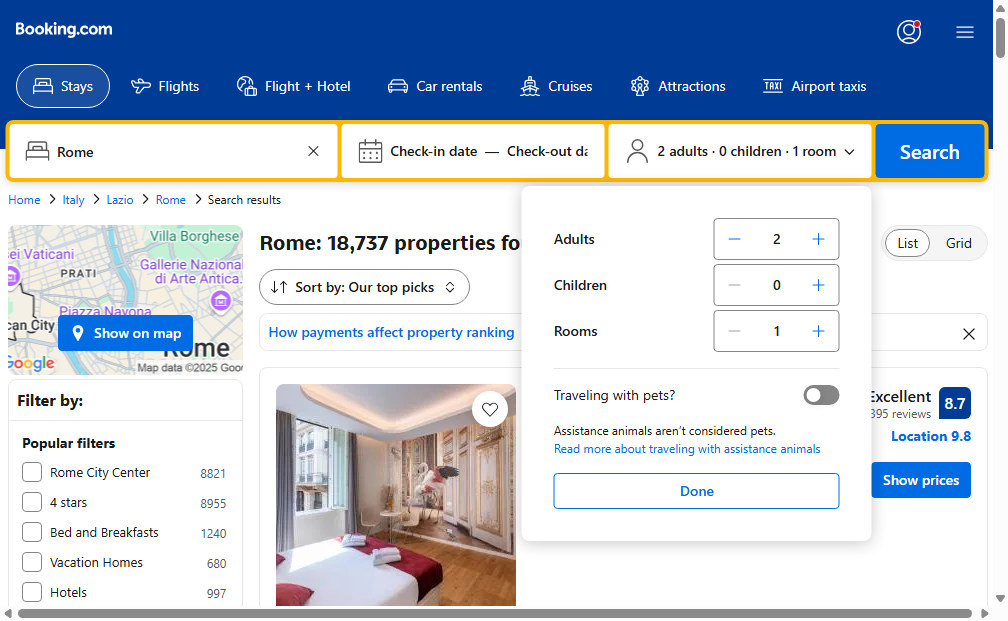 Booking.com
Stays
Flights
Flight + Hotel
Car rentals
Cruises
Attractions
TAXI Airport taxis
Rome
Check-in date — Check-out da
2 adults · 0 children · 1 room
Search
Home > Italy > Lazio > Rome > Search results
Villa Borghese
sei Vaticani
PRATI
Gallerie Nazional
di Arte Antica.
Piazza Navona
can City
Show on map
Rome
Google
Map data ©2025 Goo
Rome: 18,737 properties fo
List
Grid
Sort by: Our top picks
How payments affect property ranking
Adults
2
Children
0
Rooms
1
Traveling with pets?
Assistance animals aren’t considered pets.
Read more about traveling with assistance animals
Done
Filter by:
Popular filters
Rome City Center 8821
4 stars 8955
Bed and Breakfasts 1240
Vacation Homes 680
Hotels 997
Excellent
895 reviews
8.7
Location 9.8
Show prices